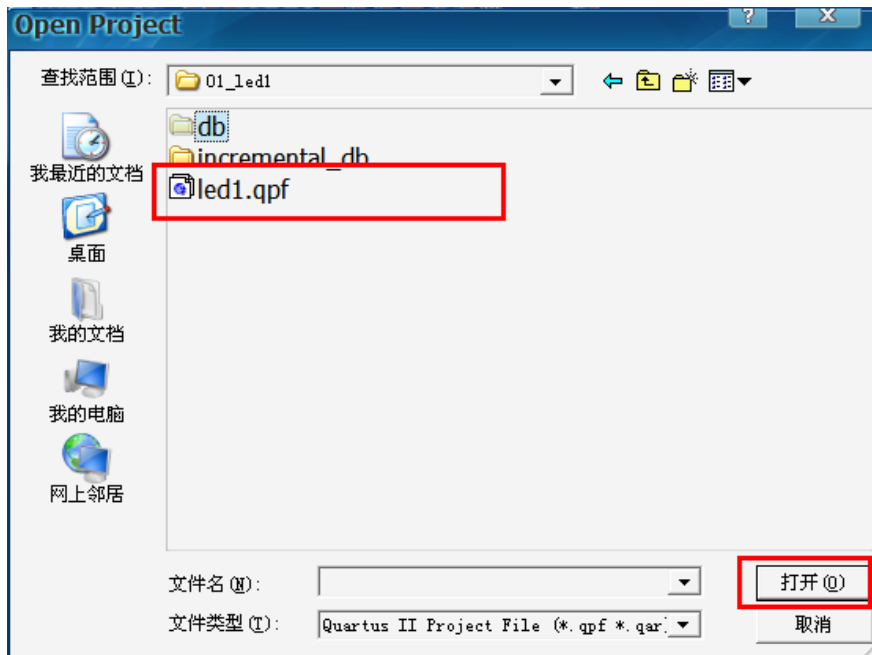 Open Project
查找范围(I):
01_led1
db
incremental_db
led1.qpf
我最近的文档
桌面
我的文档
我的电脑
网上邻居
文件名(N):
打开(O)
文件类型(T):
Quartus II Project File (*.qpf *.qar)
取消